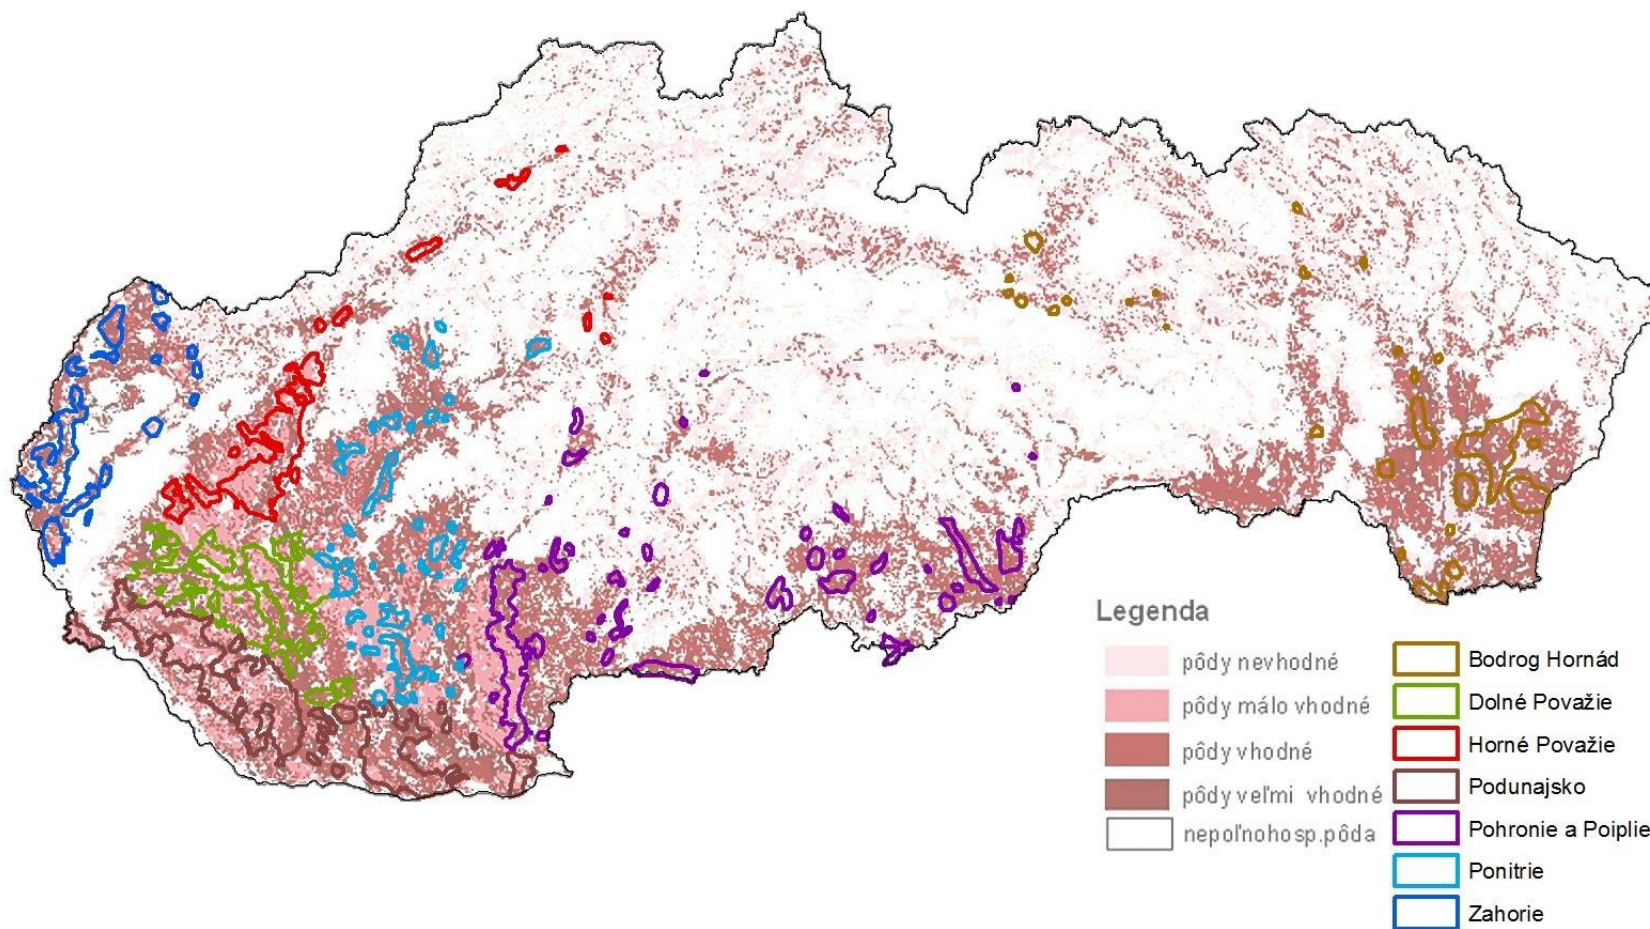 Legenda
pôdy nevhodné
pôdy málo vhodné
pôdy vhodné
pôdy veľmi vhodné
nepoľnohosp.pôda
Bodrog Hornád
Dolné Považie
Horné Považie
Podunajsko
Pohronie a Poiplie
Ponitrie
Zahorie